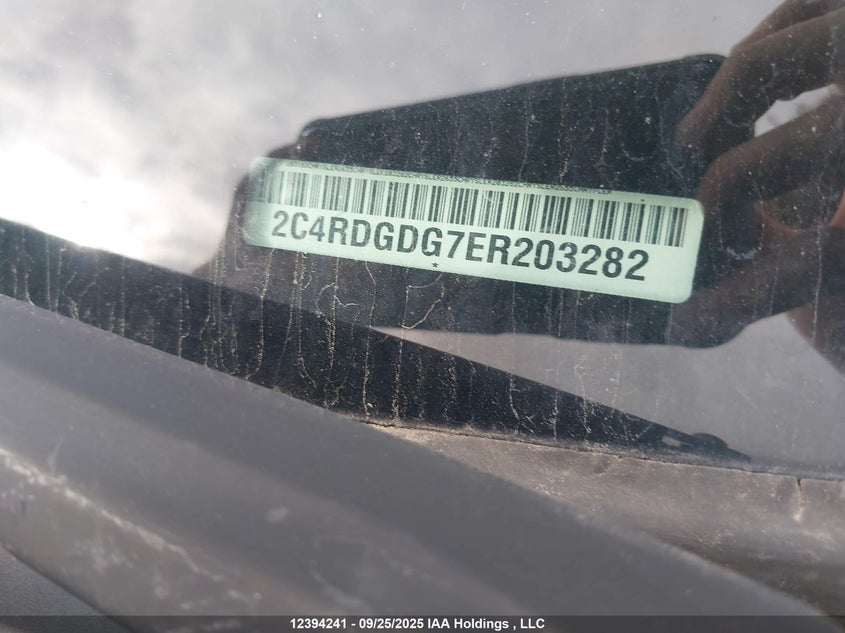 2C4RDGDG7ER203282
*
12394241 - 09/25/2025 IAA Holdings , LLC